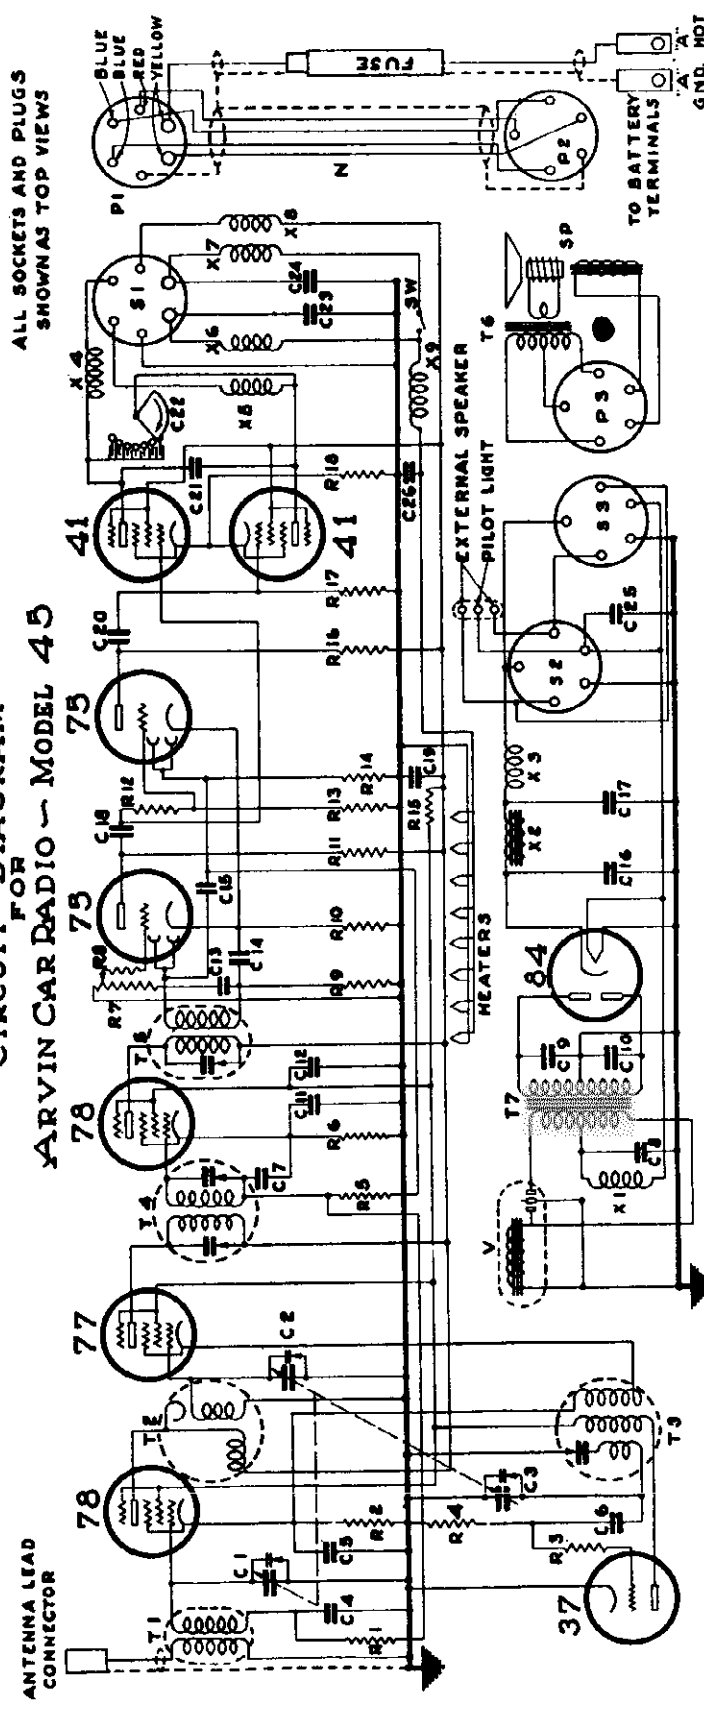 CIRCUIT DIAGRAM
FOR
ARVIN CAR RADIO – MODEL 45
ALL SOCKETS AND PLUGS
SHOWN AS TOP VIEWS
ANTENNA LEAD
CONNECTOR
78
77
78
75
75
41
41
T1
T2
T4
T5
C1
C2
C4
C5
R1
R2
R4
C3
R3
C6
37
T3
C7
R5
R6
C11
C12
R7
R8
C13
C14
C15
R9
R10
R11
C18
R12
R13
R14
R15
C19
C20
R16
R17
R18
C21
C22
X4
X5
X6
X7
X8
C23
C24
SW
X9
C26
S1
HEATERS
P1
BLUE
BLUE
RED
YELLOW
N
FUSE
P2
A HOT
A
GND.
TO BATTERY
TERMINALS
V
T7
C9
C10
C8
X1
84
C16
X2
C17
X3
EXTERNAL SPEAKER
PILOT LIGHT
S2
C25
S3
P3
T6
SP